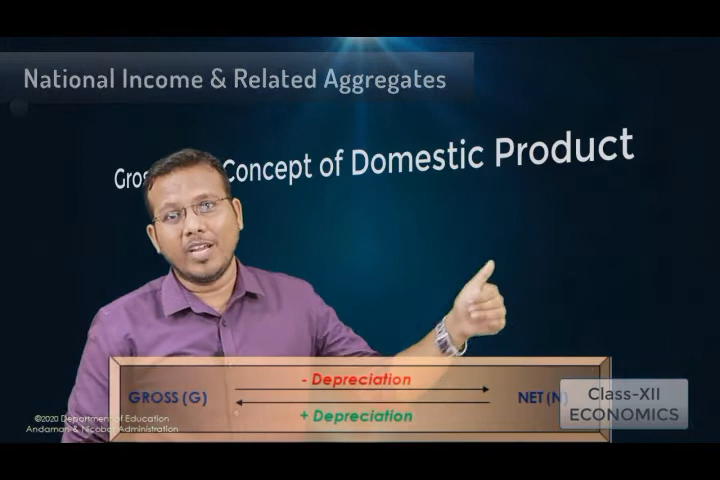 National Income & Related Aggregates
Concept of Domestic Product
- Depreciation
GROSS (G)
NET (N)
+ Depreciation
Class-XII
ECONOMICS
©2020 Department of Education
Andaman & Nicobar Administration